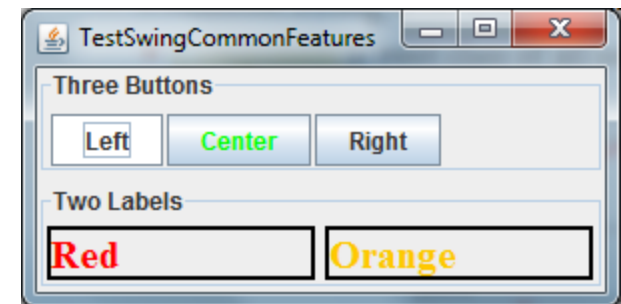 TestSwingCommonFeatures
Three Buttons
Left Center Right
Two Labels
Red Orange